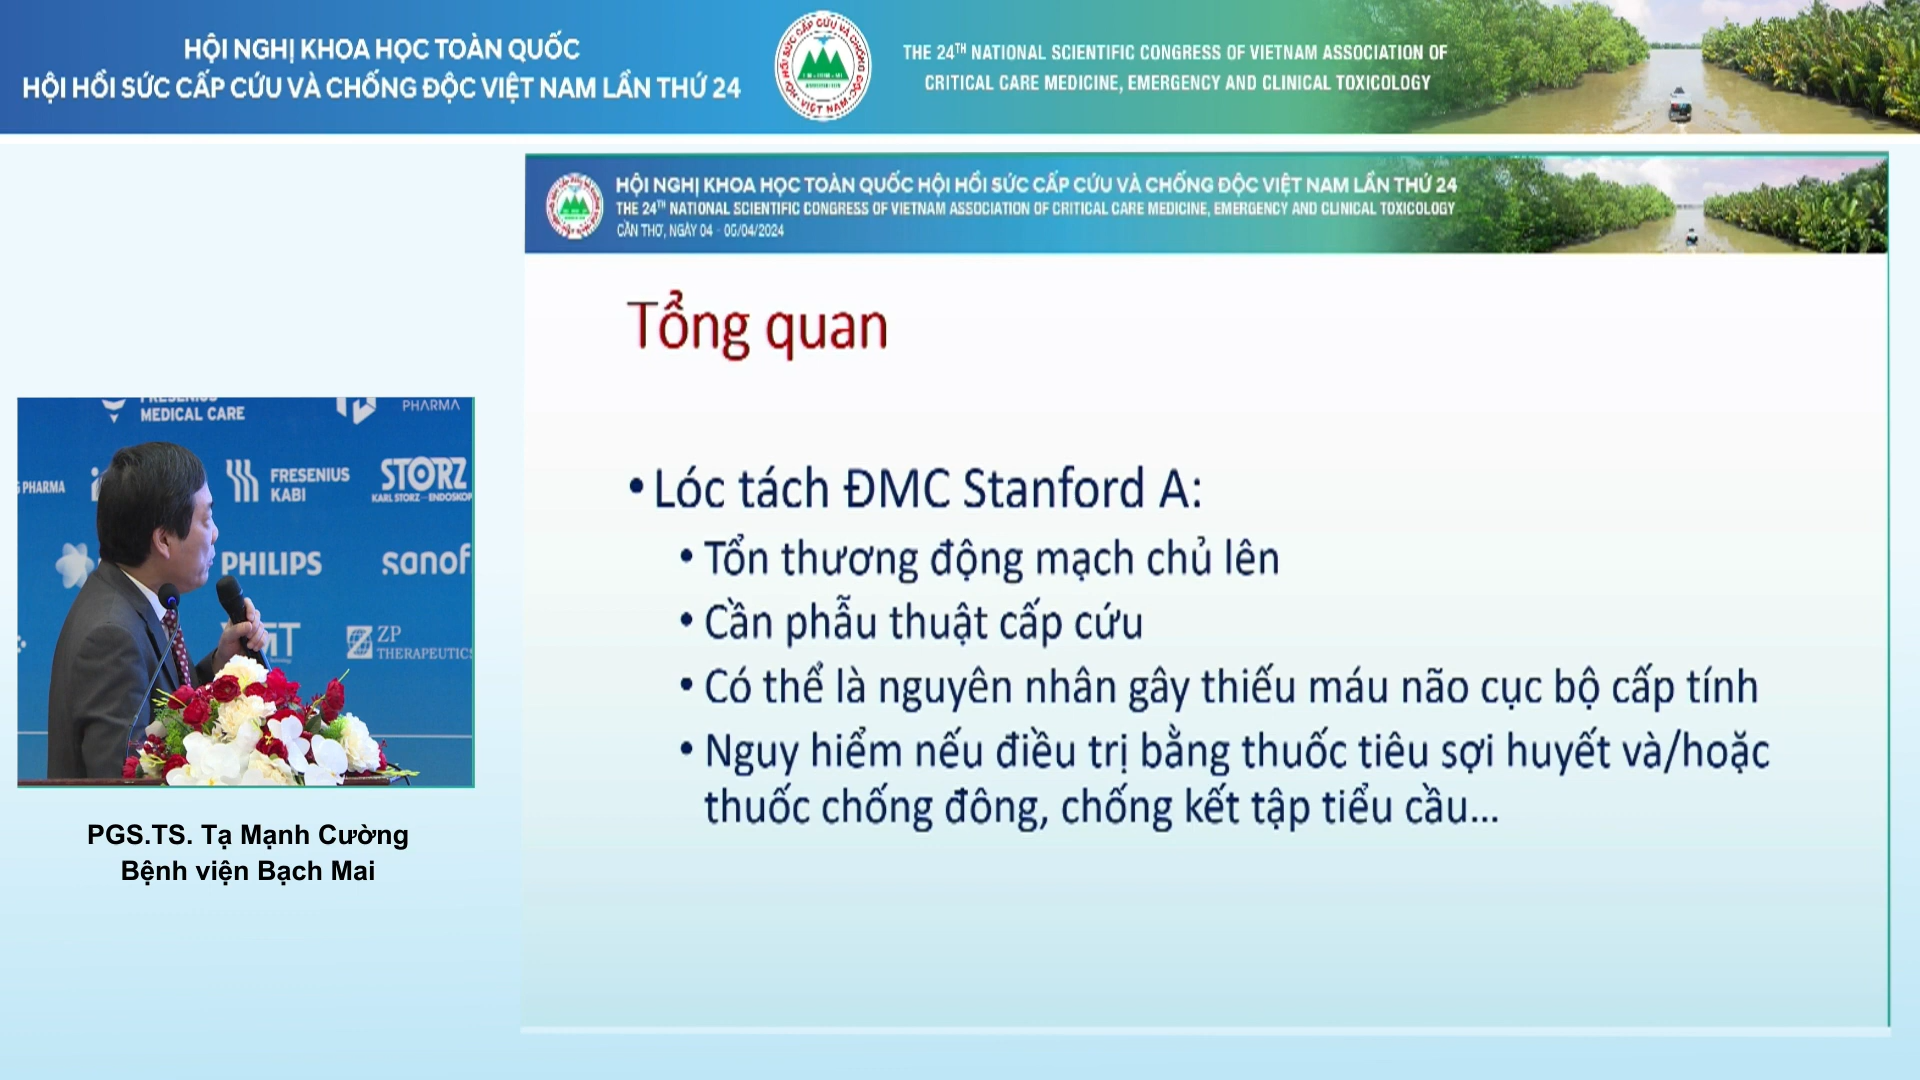 HỘI NGHỊ KHOA HỌC TOÀN QUỐC
HỘI HỒI SỨC CẤP CỨU VÀ CHỐNG ĐỘC VIỆT NAM LẦN THỨ 24
THE 24TH NATIONAL SCIENTIFIC CONGRESS OF VIETNAM ASSOCIATION OF
CRITICAL CARE MEDICINE, EMERGENCY AND CLINICAL TOXICOLOGY
HỘI NGHỊ KHOA HỌC TOÀN QUỐC HỘI HỒI SỨC CẤP CỨU VÀ CHỐNG ĐỘC VIỆT NAM LẦN THỨ 24
THE 24TH NATIONAL SCIENTIFIC CONGRESS OF VIETNAM ASSOCIATION OF CRITICAL CARE MEDICINE, EMERGENCY AND CLINICAL TOXICOLOGY
CẦN THƠ, NGÀY 04 - 05/04/2024
Tổng quan
• Lóc tách ĐMC Stanford A:
• Tổn thương động mạch chủ lên
• Cần phẫu thuật cấp cứu
• Có thể là nguyên nhân gây thiếu máu não cục bộ cấp tính
• Nguy hiểm nếu điều trị bằng thuốc tiêu sợi huyết và/hoặc
thuốc chống đông, chống kết tập tiểu cầu...
FRESENIUS
MEDICAL CARE
PHARMA
PHARMA
FRESENIUS
KABI
STORZ
KARL STORZ—ENDOSKOP
PHILIPS
sanof
ZP
THERAPEUTICS
PGS.TS. Tạ Mạnh Cường
Bệnh viện Bạch Mai